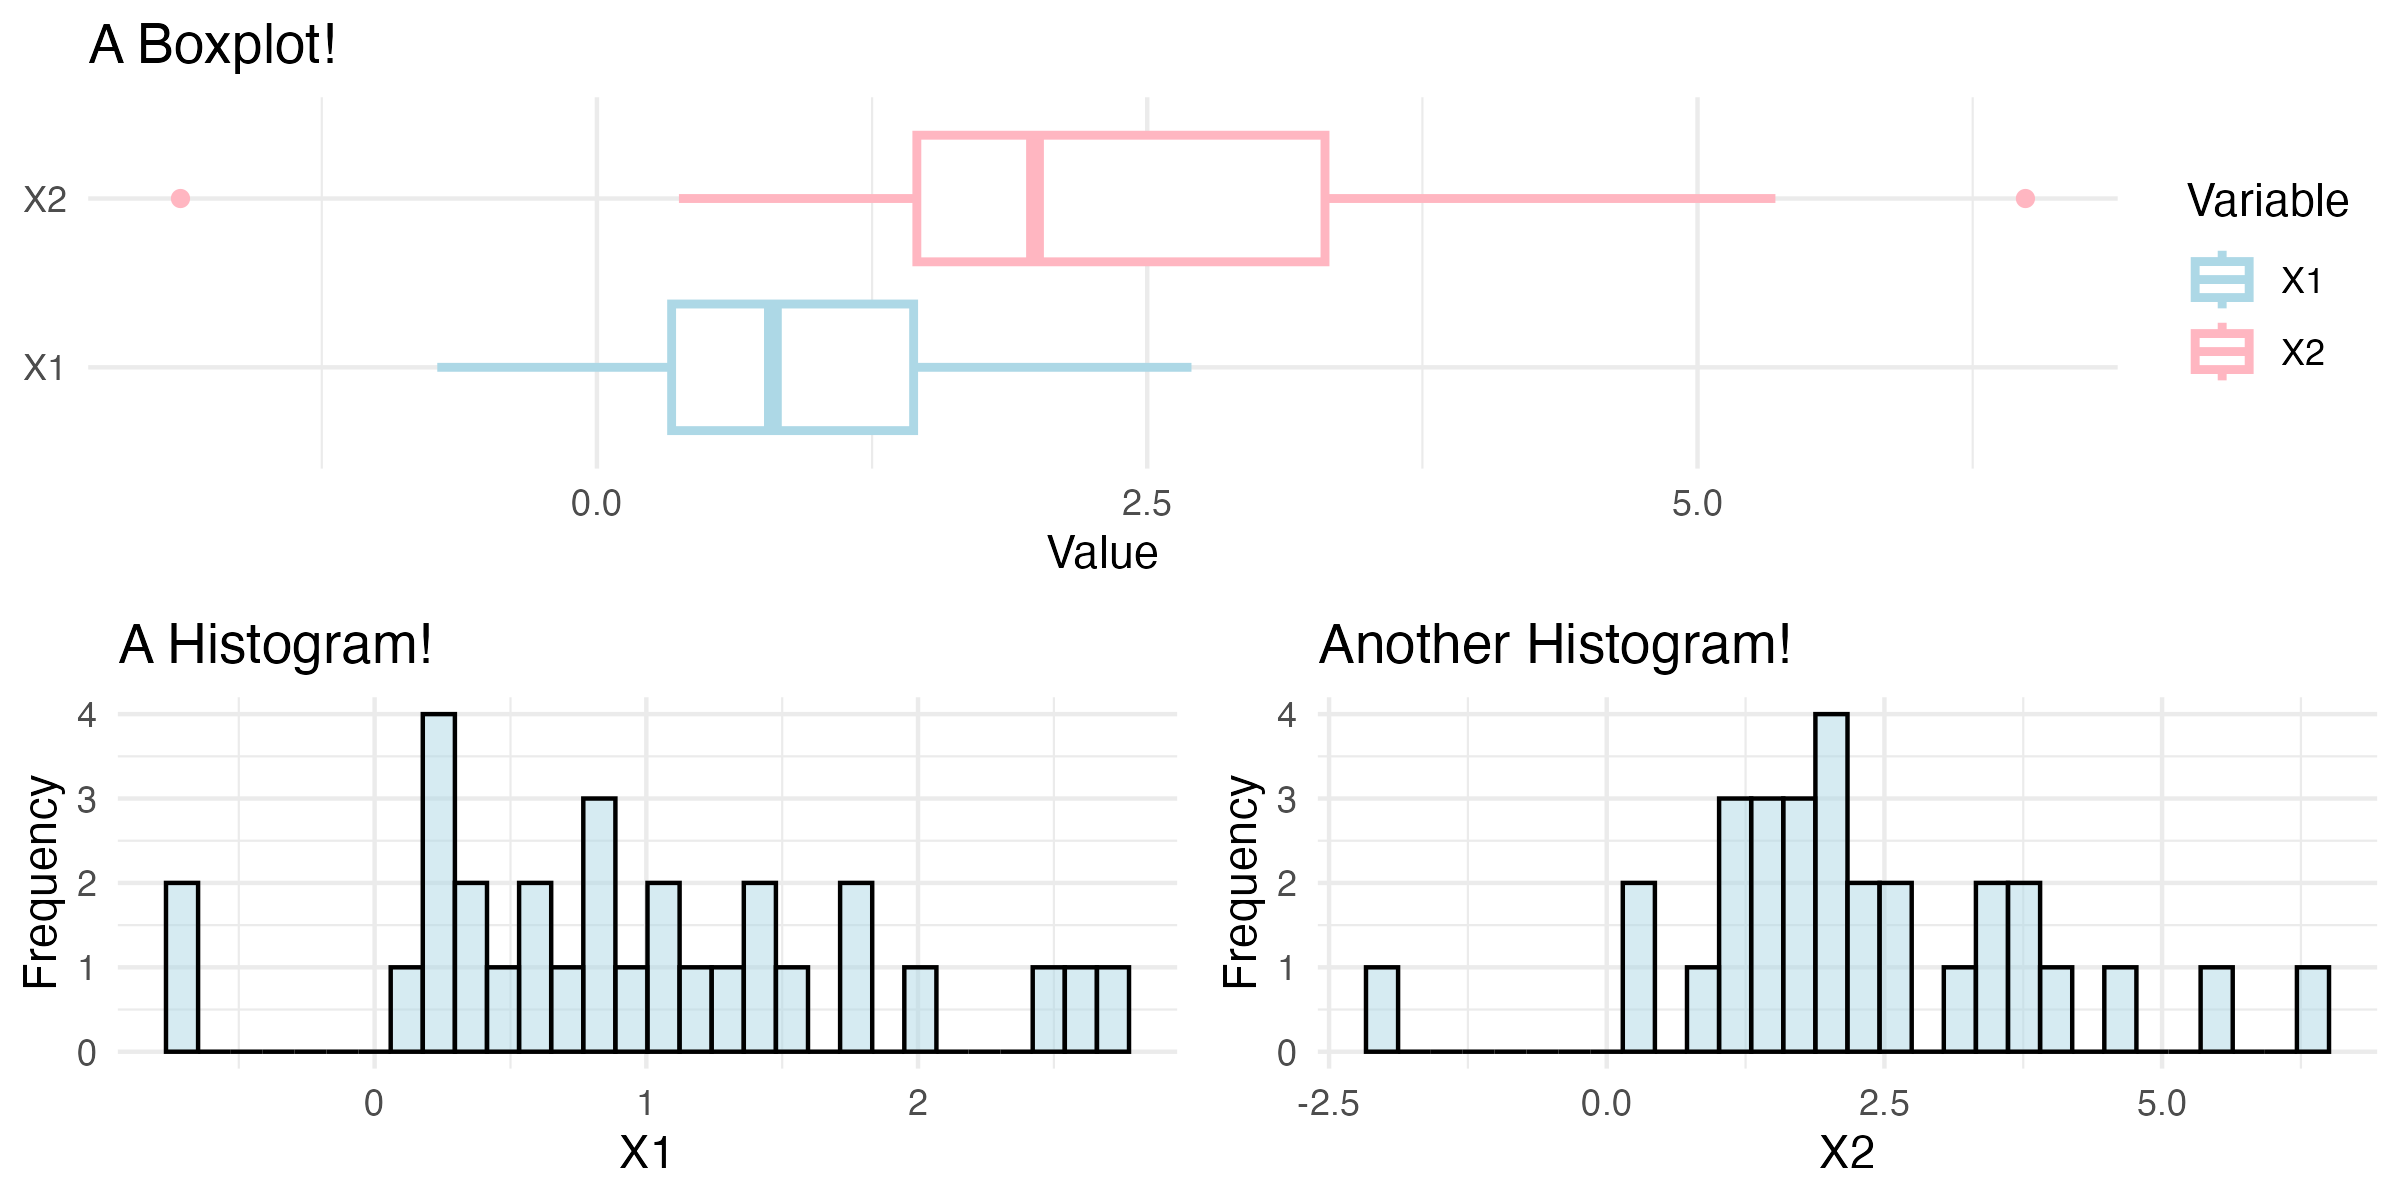 A Boxplot!
X2
X1
0.0 2.5 5.0
Value
Variable
X1
X2
A Histogram!
4
3
2
1
0
Frequency
0 1 2
X1
Another Histogram!
4
3
2
1
0
Frequency
-2.5 0.0 2.5 5.0
X2